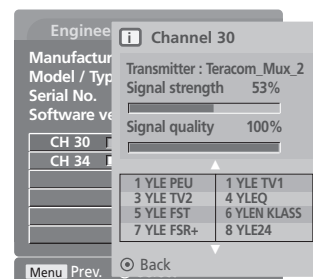 Enginee
i Channel 30
Manufactur
Model / Typ
Serial No.
Software ve
Transmitter : Teracom_Mux_2
Signal strength 53%
Signal quality 100%
CH 30
CH 34
1 YLE PEU 1 YLE TV1
3 YLE TV2 4 YLEQ
5 YLE FST 6 YLEN KLASS
7 YLE FSR+ 8 YLE24
Back
Menu Prev.